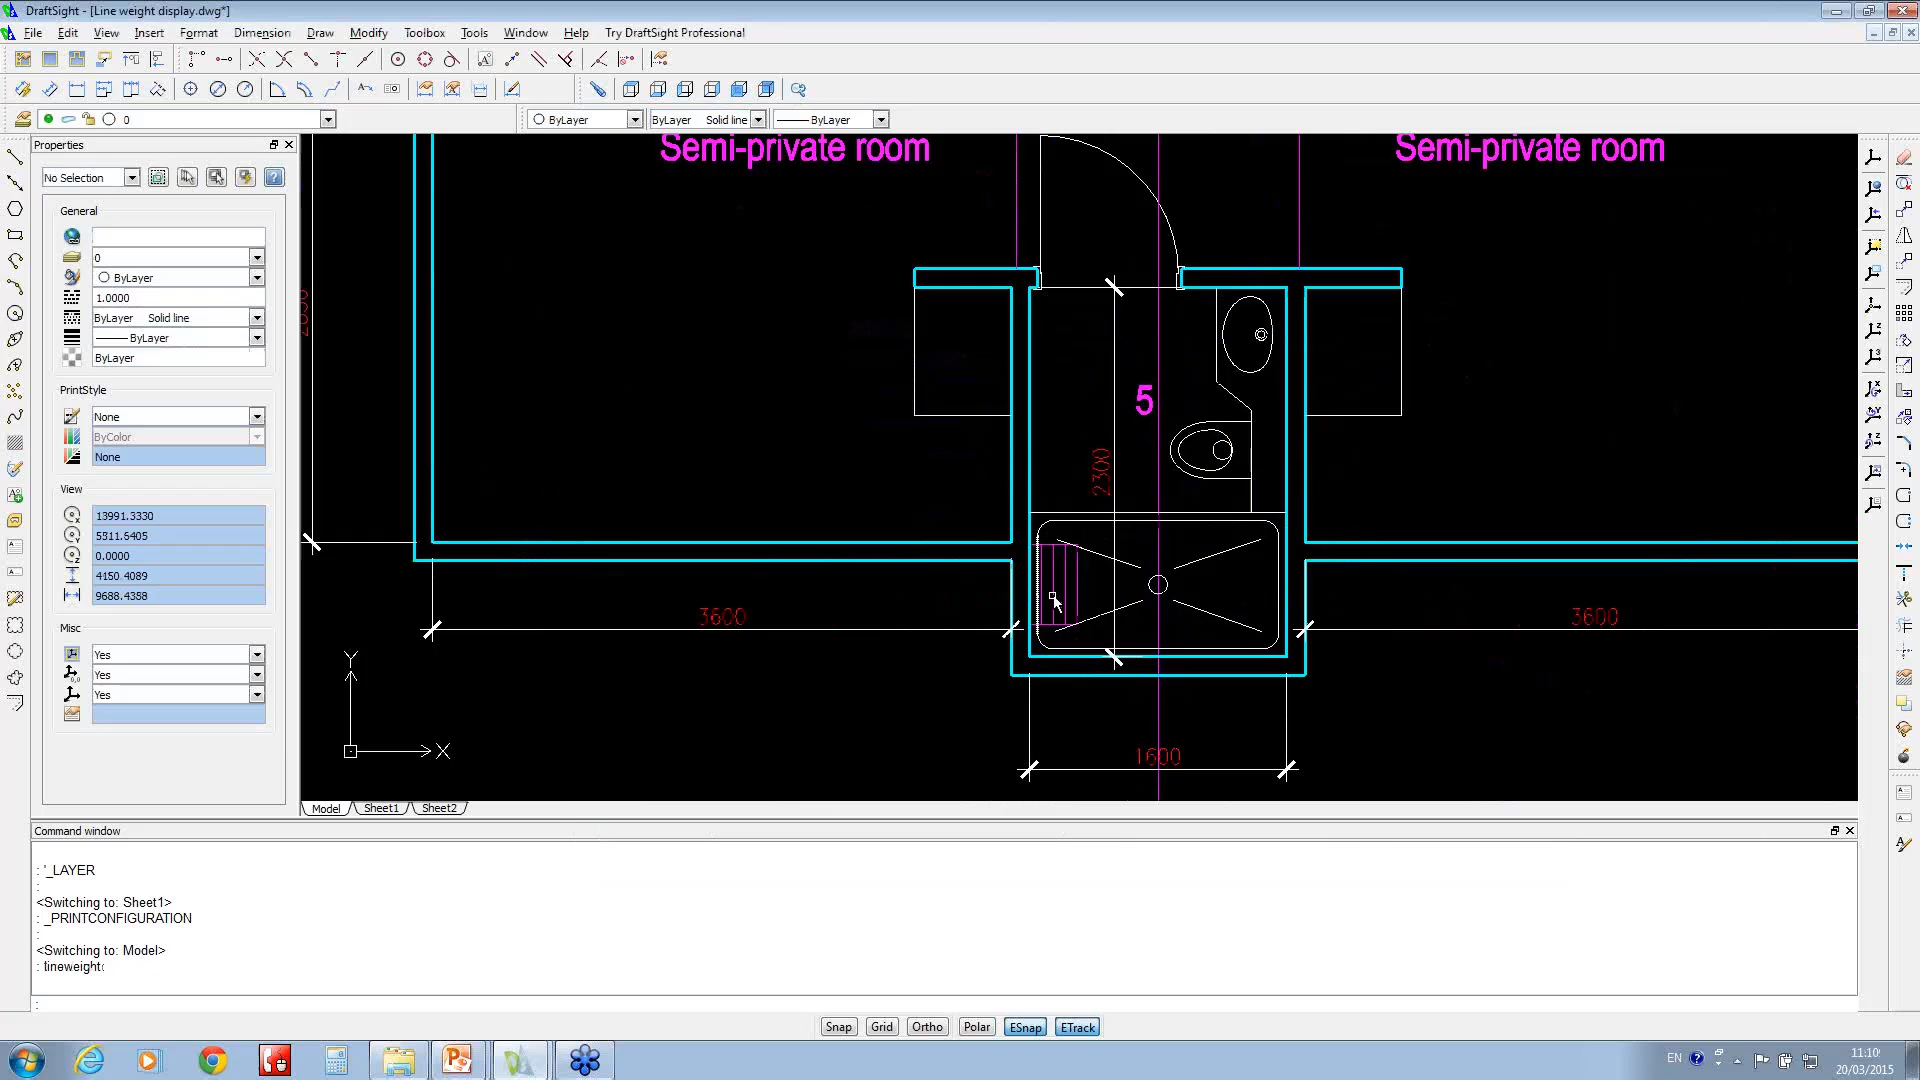 DraftSight - [Line weight display.dwg*]
File Edit View Insert Format Dimension Draw Modify Toolbox Tools Window Help Try DraftSight Professional
0 ByLayer ByLayer Solid line ByLayer
Properties
No Selection
General
0
ByLayer
1.0000
ByLayer Solid line
ByLayer
ByLayer
PrintStyle
None
ByColor
None
View
13991.3330
5511.6405
0.0000
4150.4089
9688.4358
Misc
Yes
Yes
Yes
Semi-private room
Semi-private room
5
2300
3600
3600
1600
Y
X
Model Sheet1 Sheet2
Command window
: '_LAYER
:
<Switching to: Sheet1>
: _PRINTCONFIGURATION
:
<Switching to: Model>
:
Snap Grid Ortho Polar ESnap ETrack
EN
11:10
20/03/2015